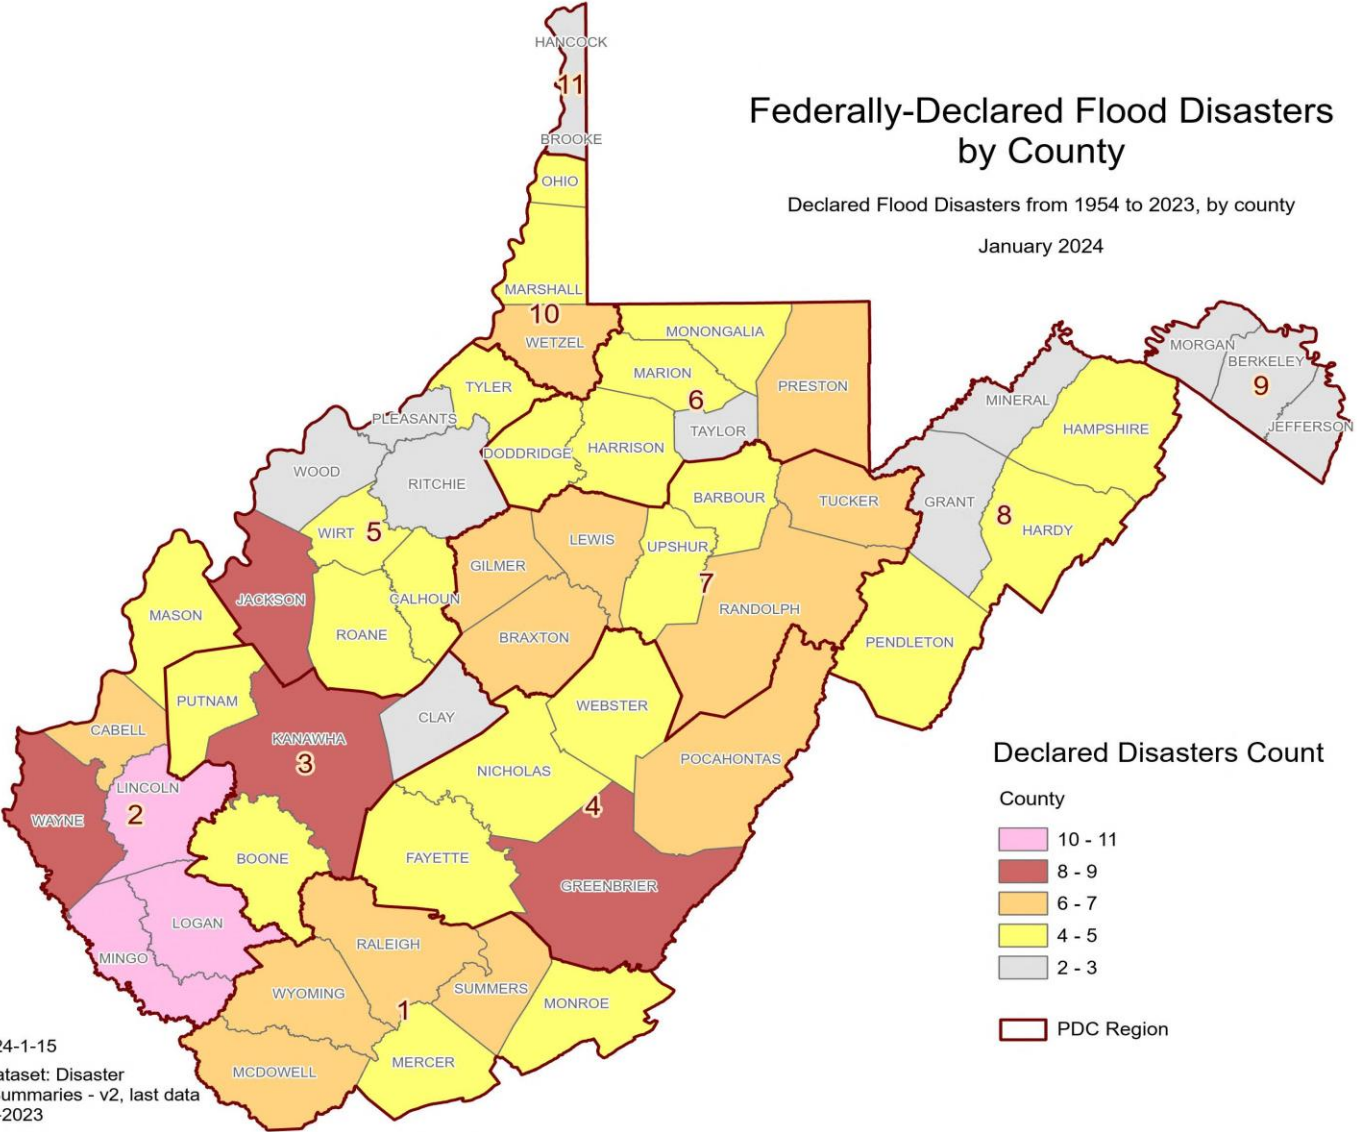 HANCOCK
11
BROOKE
OHIO
Federally-Declared Flood Disasters
by County
Declared Flood Disasters from 1954 to 2023, by county
January 2024
MARSHALL
10
WETZEL
MONONGALIA
MARION
6
TAYLOR
PRESTON
TYLER
PLEASANTS
WOOD
RITCHIE
DODDRIDGE
HARRISON
MORGAN
BERKELEY
9
JEFFERSON
MINERAL
HAMPSHIRE
GRANT
8
HARDY
PENDLETON
BARBOUR
TUCKER
WIRT
5
GILMER
LEWIS
UPSHUR
7
RANDOLPH
JACKSON
CALHOUN
ROANE
BRAXTON
MASON
PUTNAM
CABELL
CLAY
WEBSTER
KANAWHA
3
NICHOLAS
POCAHONTAS
LINCOLN
2
WAYNE
4
BOONE
FAYETTE
GREENBRIER
LOGAN
MINGO
RALEIGH
WYOMING
SUMMERS
1
MONROE
MERCER
MCDOWELL
Declared Disasters Count
County
10 - 11
8 - 9
6 - 7
4 - 5
2 - 3
PDC Region
24-1-15
ataset: Disaster
ummaries - v2, last data
-2023